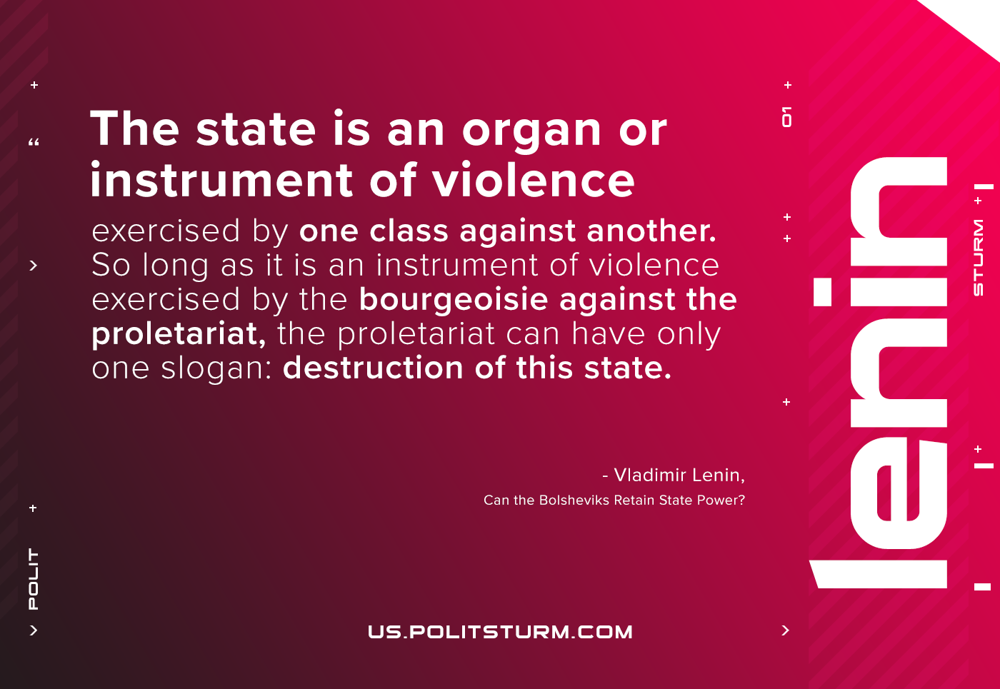 “
The state is an organ or
instrument of violence
exercised by one class against another.
So long as it is an instrument of violence
exercised by the bourgeoisie against the
proletariat, the proletariat can have only
one slogan: destruction of this state.
- Vladimir Lenin,
Can the Bolsheviks Retain State Power?
POLIT
US.POLITSTURM.COM
01
lenin
STURM